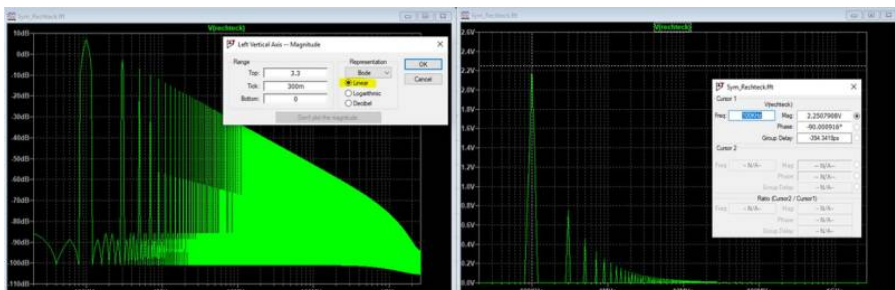 Sym_Rechteck.fft
V(rechteck)
10dB
0dB
-10dB
-20dB
-30dB
-40dB
-50dB
-60dB
-70dB
-80dB
-90dB
-100dB
-110dB
Left Vertical Axis -- Magnitude
Range
Top: 3.3
Tick: 300m
Bottom: 0
Representation
Bode
Linear
Logarithmic
Decibel
Don't plot the magnitude
OK
Cancel
Sym_Rechteck.fft
V(rechteck)
2.6V
2.4V
2.2V
2.0V
1.8V
1.6V
1.4V
1.2V
1.0V
0.8V
0.6V
0.4V
0.2V
0.0V
Sym_Rechteck.fft
Cursor 1
V(rechteck)
Freq: 100KHz Mag: 2.2507908V
Phase: -90.000916°
Group Delay:
Cursor 2
Freq: -- N/A-- Mag: -- N/A--
Phase: -- N/A--
Group Delay: -- N/A--
Ratio (Cursor2 / Cursor1)
Freq: -- N/A-- Mag: -- N/A--
Phase: -- N/A--
Group Delay: -- N/A--